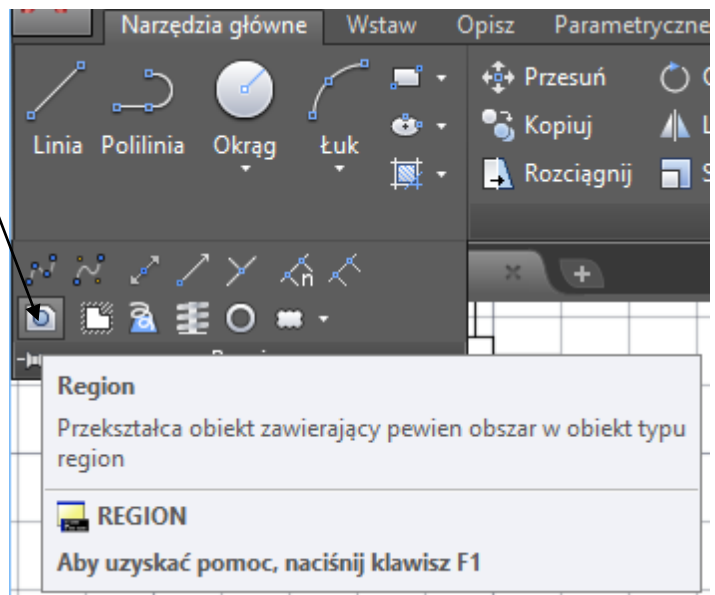 Narzędzia główne Wstaw Opisz Parametryczne
Linia Polilinia Okrąg Łuk
Przesuń
Kopiuj
Rozciągnij
n
Region
Przekształca obiekt zawierający pewien obszar w obiekt typu
region
REGION
Aby uzyskać pomoc, naciśnij klawisz F1